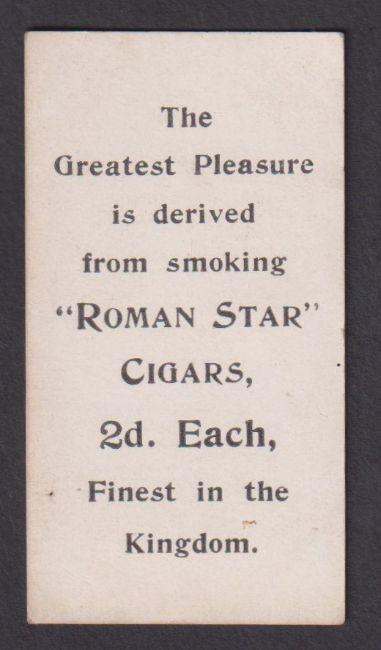 The
Greatest Pleasure
is derived
from smoking
"ROMAN STAR"
CIGARS,
2d. Each,
Finest in the
Kingdom.